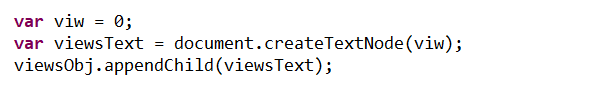 var viw = 0;
var viewsText = document.createTextNode(viw);
viewsObj.appendChild(viewsText);